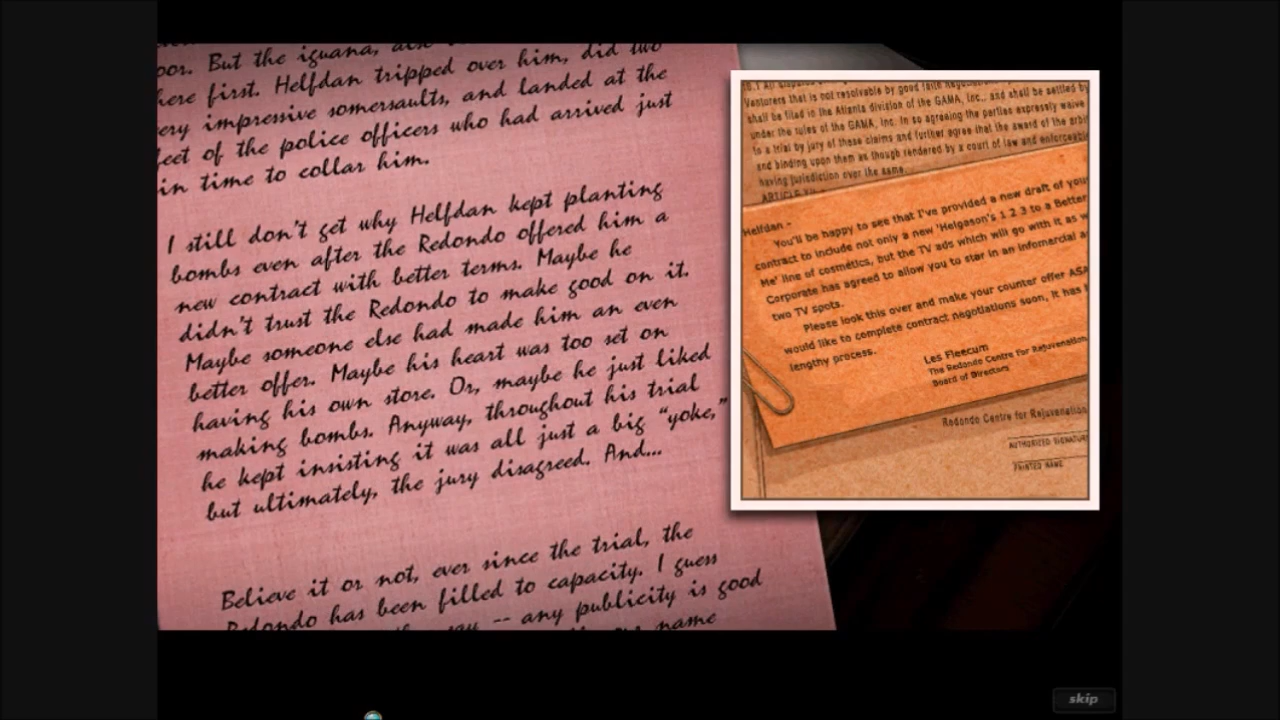 oor. But the iguana,
here first. Helfdan tripped over him, did two
ery impressive somersaults, and landed at the
feet of the police officers who had arrived just
in time to collar him.
I still don't get why Helfdan kept planting
bombs even after the Redondo offered him a
new contract with better terms. Maybe he
didn't trust the Redondo to make good on it.
Maybe someone else had made him an even
better offer. Maybe his heart was too set on
having his own store. Or, maybe he just liked
making bombs. Anyway, throughout his trial
he kept insisting it was all just a big “yoke,”
but ultimately, the jury disagreed. And...
Believe it or not, ever since the trial, the
Redondo has been filled to capacity. I guess
say -- any publicity is good
name
Venturers that is not resolvable by good faith
shall be filed in the Atlanta division of the GAMA, Inc., and shall be settled by
under the rules of the GAMA, Inc. In so agreeing the parties expressly waive
to a trial by jury of these claims and further agree that the award of the
and binding upon them as though rendered by a court of law and enforceable
having jurisdiction over the same.
ARTICLE
Helfdan -
You'll be happy to see that I've provided a new draft of your
contract to include not only a new 'Helgason's 1 2 3 to a Better
Me' line of cosmetics, but the TV ads which will go with it as w
Corporate has agreed to allow you to star in an infomercial a
two TV spots.
Please look this over and make your counter offer ASA
would like to complete contract negotiations soon, it has
lengthy process.
Les Fleecum
The Redondo Centre for Rejuvenation
Board of Directors
Redondo Centre for Rejuvenation
AUTHORIZED SIGNATUR
PRINTED NAME
skip